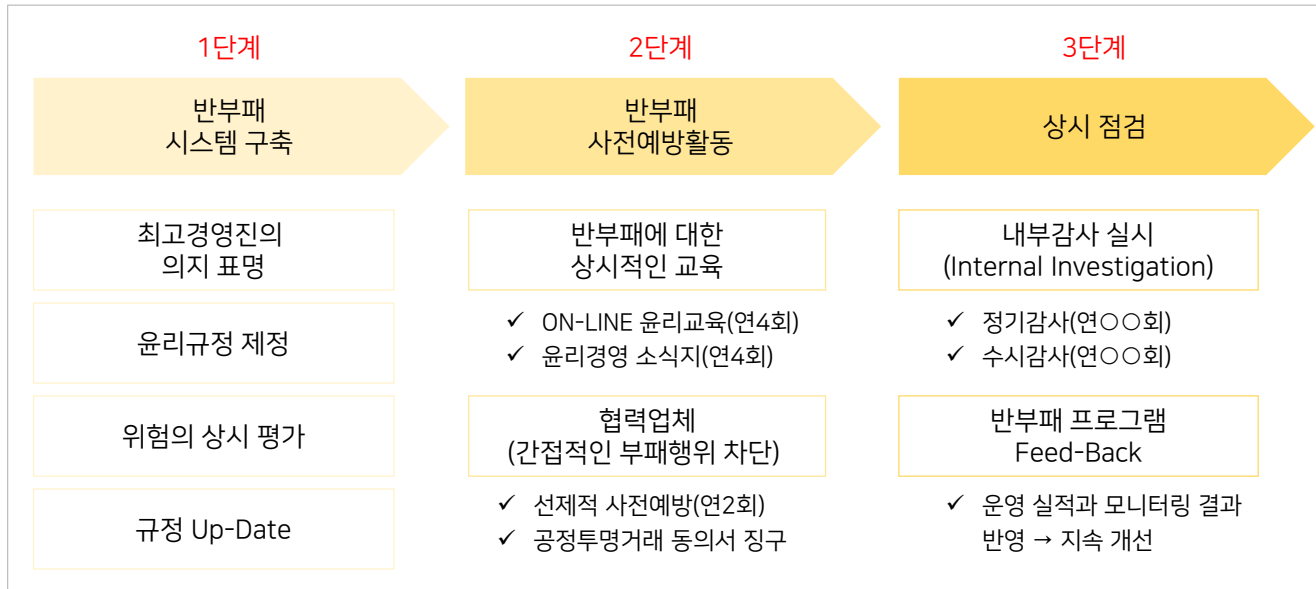 1단계
반부패
시스템 구축
최고경영진의
의지 표명
윤리규정 제정
위험의 상시 평가
규정 Up-Date
2단계
반부패
사전예방활동
반부패에 대한
상시적인 교육
✓ ON-LINE 윤리교육(연4회)
✓ 윤리경영 소식지(연4회)
협력업체
(간접적인 부패행위 차단)
✓ 선제적 사전예방(연2회)
✓ 공정투명거래 동의서 징구
3단계
상시 점검
내부감사 실시
(Internal Investigation)
✓ 정기감사(연○○회)
✓ 수시감사(연○○회)
반부패 프로그램
Feed-Back
✓ 운영 실적과 모니터링 결과
반영 → 지속 개선